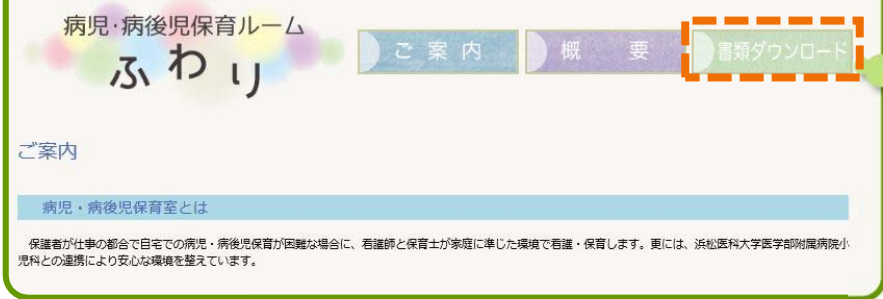 病児・病後児保育ルーム
ふわり
ご案内
概要
書類ダウンロード
ご案内
病児・病後児保育室とは
保護者が仕事の都合で自宅での病児・病後児保育が困難な場合に、看護師と保育士が家庭に準じた環境で看護・保育します。更には、浜松医科大学医学部附属病院小
児科との連携により安心な環境を整えています。